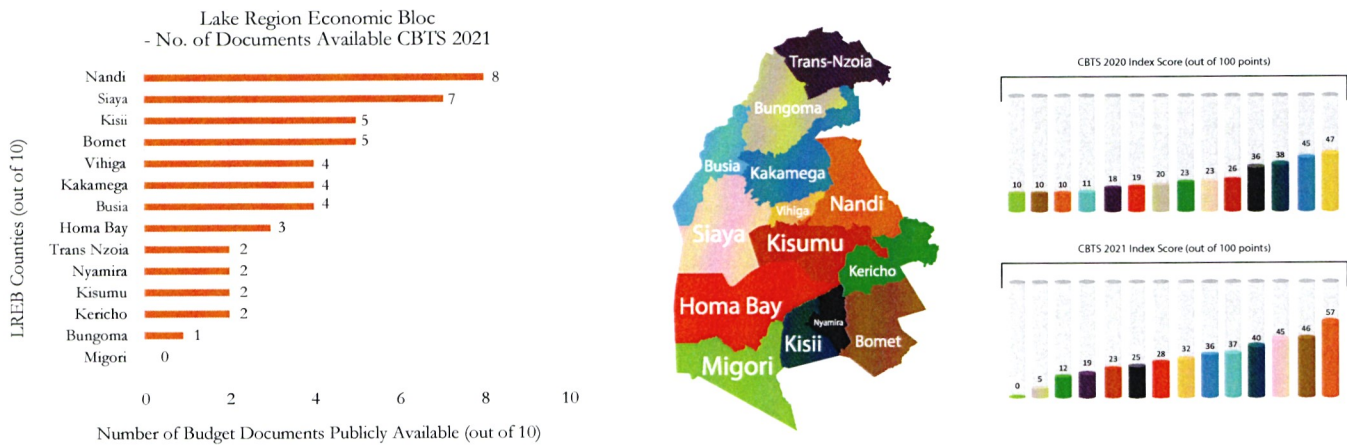 Lake Region Economic Bloc
- No. of Documents Available CBTS 2021
LREB Counties (out of 10)
Nandi 8
Siaya 7
Kisii 5
Bomet 5
Vihiga 4
Kakamega 4
Busia 4
Homa Bay 3
Trans Nzoia 2
Nyamira 2
Kisumu 2
Kericho 2
Bungoma 1
Migori 0
0 2 4 6 8 10
Number of Budget Documents Publicly Available (out of 10)
Trans-Nzoia
Bungoma
Busia
Kakamega
Vihiga
Nandi
Siaya
Kisumu
Kericho
Homa Bay
Nyamira
Kisii
Bomet
Migori
CBTS 2020 Index Score (out of 100 points)
10 10 10 11 18 19 20 23 23 26 36 38 45 47
CBTS 2021 Index Score (out of 100 points)
0 5 12 19 23 25 28 32 36 37 40 45 46 57